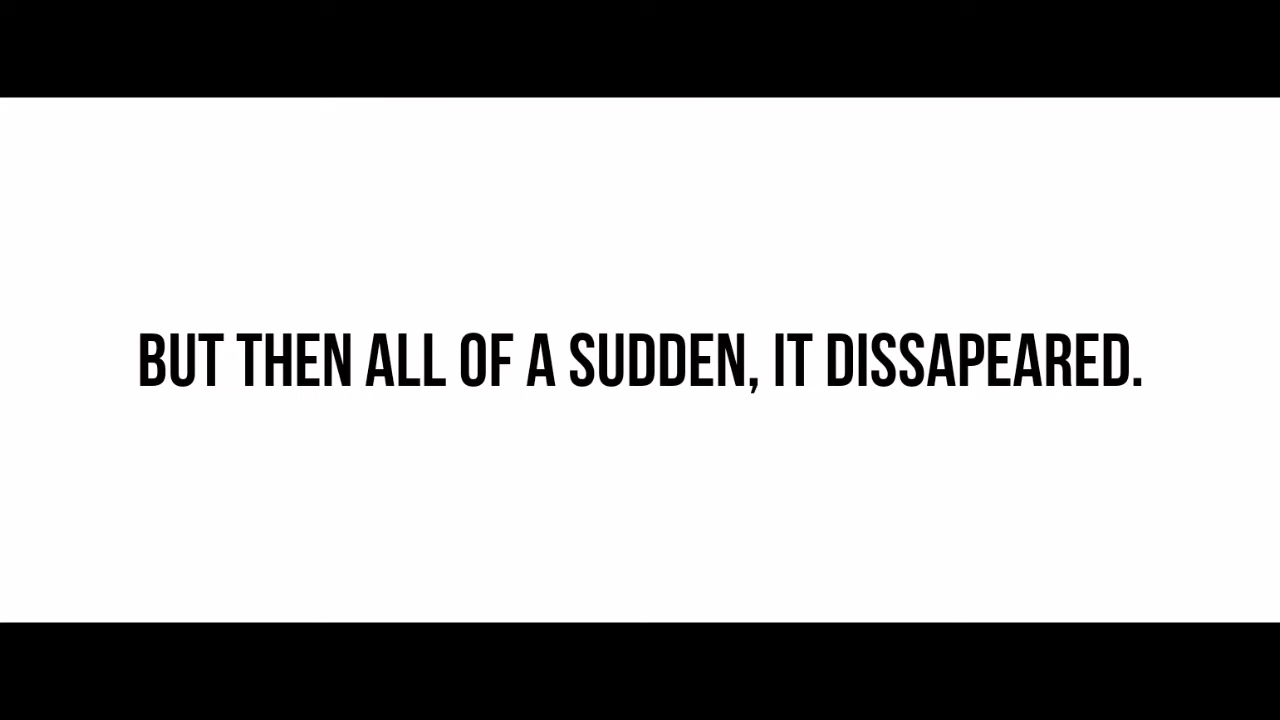 BUT THEN ALL OF A SUDDEN, IT DISSAPEARED.